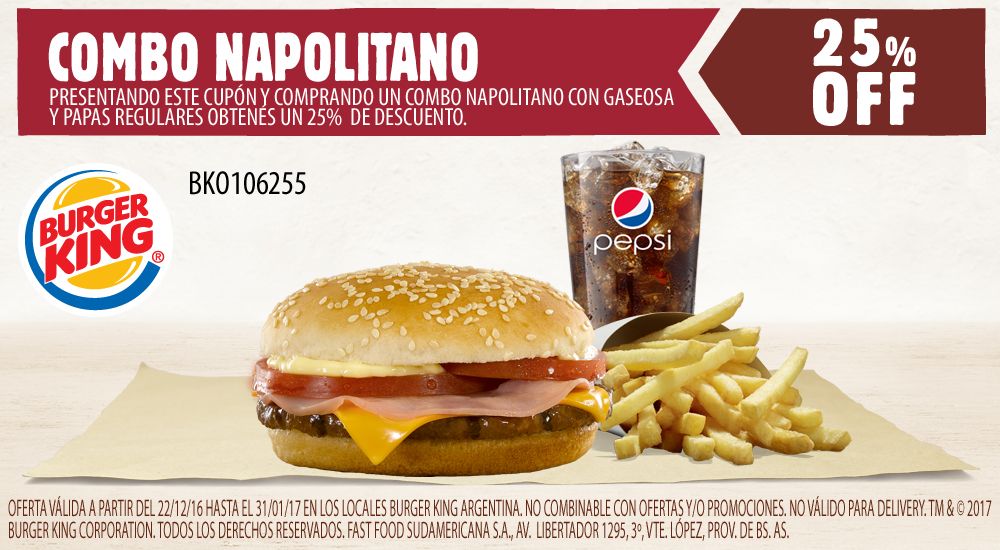 COMBO NAPOLITANO
PRESENTANDO ESTE CUPÓN Y COMPRANDO UN COMBO NAPOLITANO CON GASEOSA
Y PAPAS REGULARES OBTENÉS UN 25% DE DESCUENTO.
25%
OFF
BKO106255
BURGER
KING®
pepsi
OFERTA VÁLIDA A PARTIR DEL 22/12/16 HASTA EL 31/01/17 EN LOS LOCALES BURGER KING ARGENTINA. NO COMBINABLE CON OFERTAS Y/O PROMOCIONES. NO VÁLIDO PARA DELIVERY. TM & © 2017
BURGER KING CORPORATION. TODOS LOS DERECHOS RESERVADOS. FAST FOOD SUDAMERICANA S.A., AV. LIBERTADOR 1295, 3º, VTE. LÓPEZ, PROV. DE BS. AS.